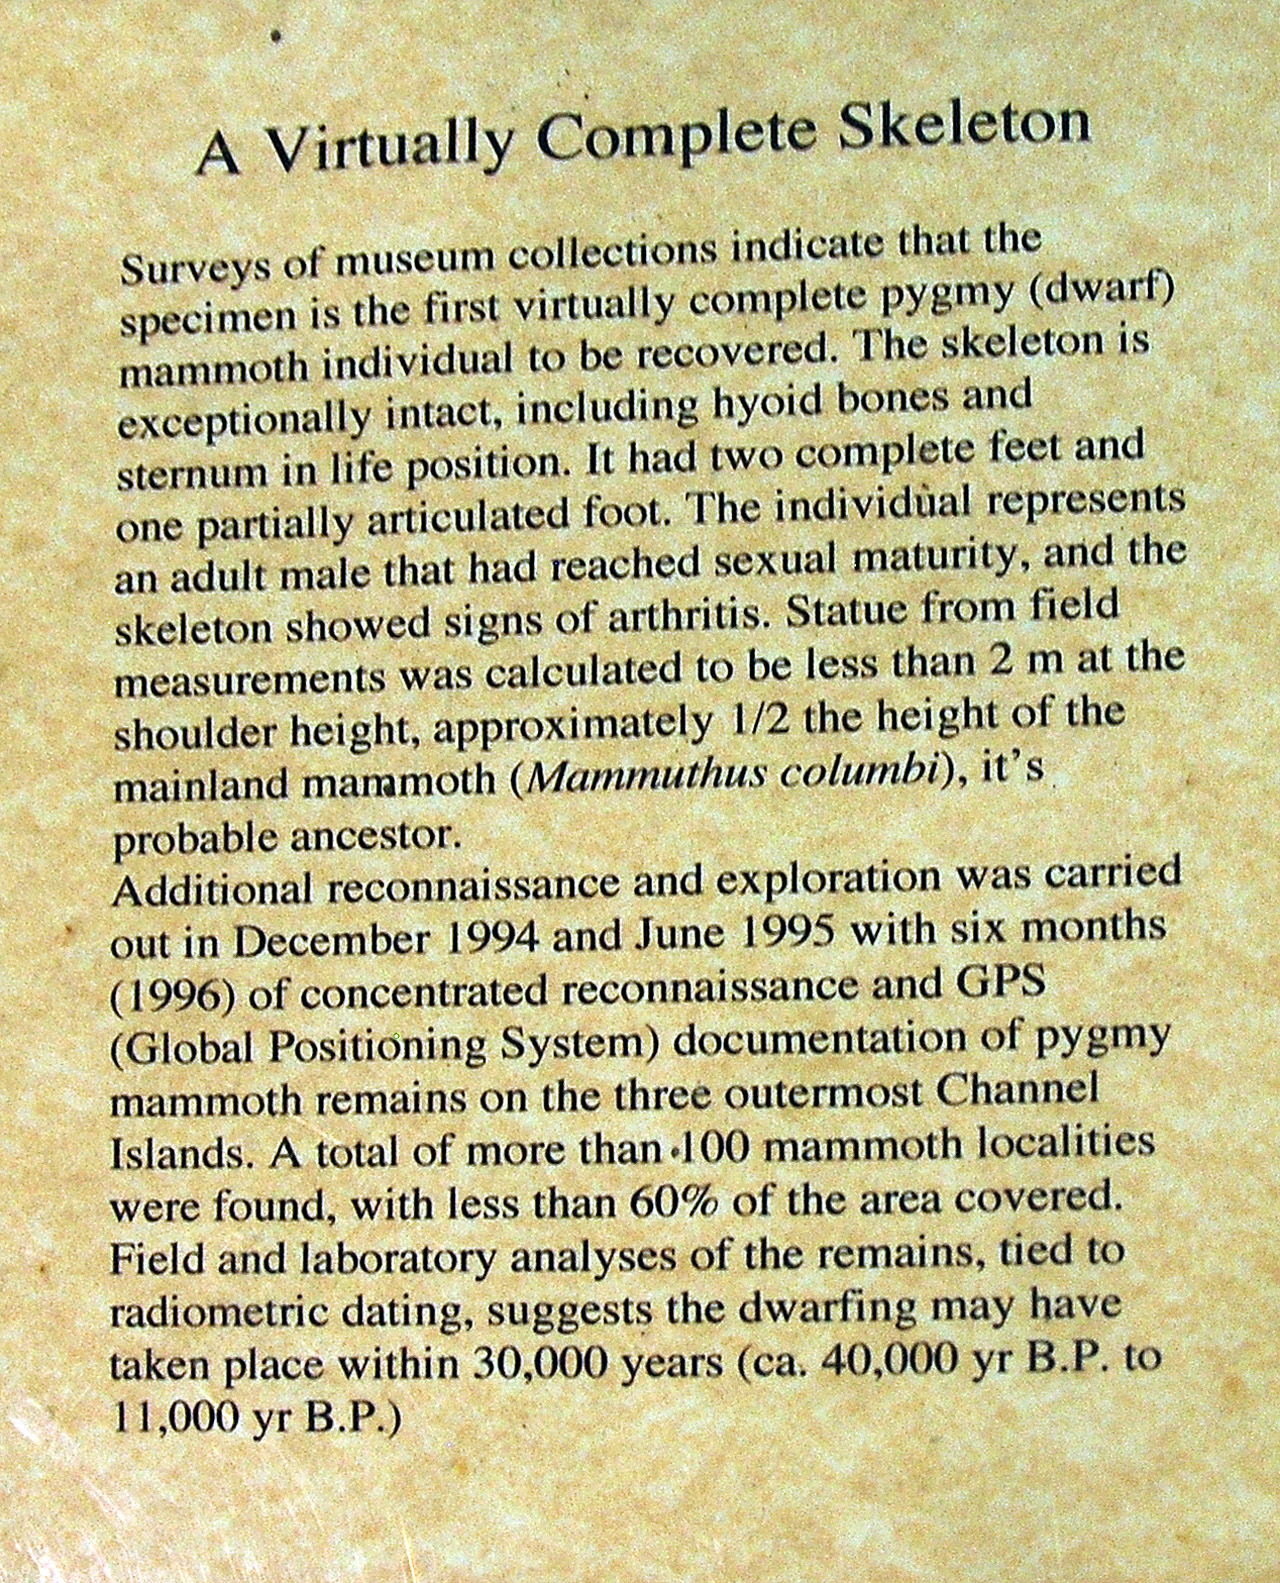 A Virtually Complete Skeleton
Surveys of museum collections indicate that the
specimen is the first virtually complete pygmy (dwarf)
mammoth individual to be recovered. The skeleton is
exceptionally intact, including hyoid bones and
sternum in life position. It had two complete feet and
one partially articulated foot. The individual represents
an adult male that had reached sexual maturity, and the
skeleton showed signs of arthritis. Statue from field
measurements was calculated to be less than 2 m at the
shoulder height, approximately 1/2 the height of the
mainland mammoth (Mammuthus columbi), it's
probable ancestor.
Additional reconnaissance and exploration was carried
out in December 1994 and June 1995 with six months
(1996) of concentrated reconnaissance and GPS
(Global Positioning System) documentation of pygmy
mammoth remains on the three outermost Channel
Islands. A total of more than 100 mammoth localities
were found, with less than 60% of the area covered.
Field and laboratory analyses of the remains, tied to
radiometric dating, suggests the dwarfing may have
taken place within 30,000 years (ca. 40,000 yr B.P. to
11,000 yr B.P.)